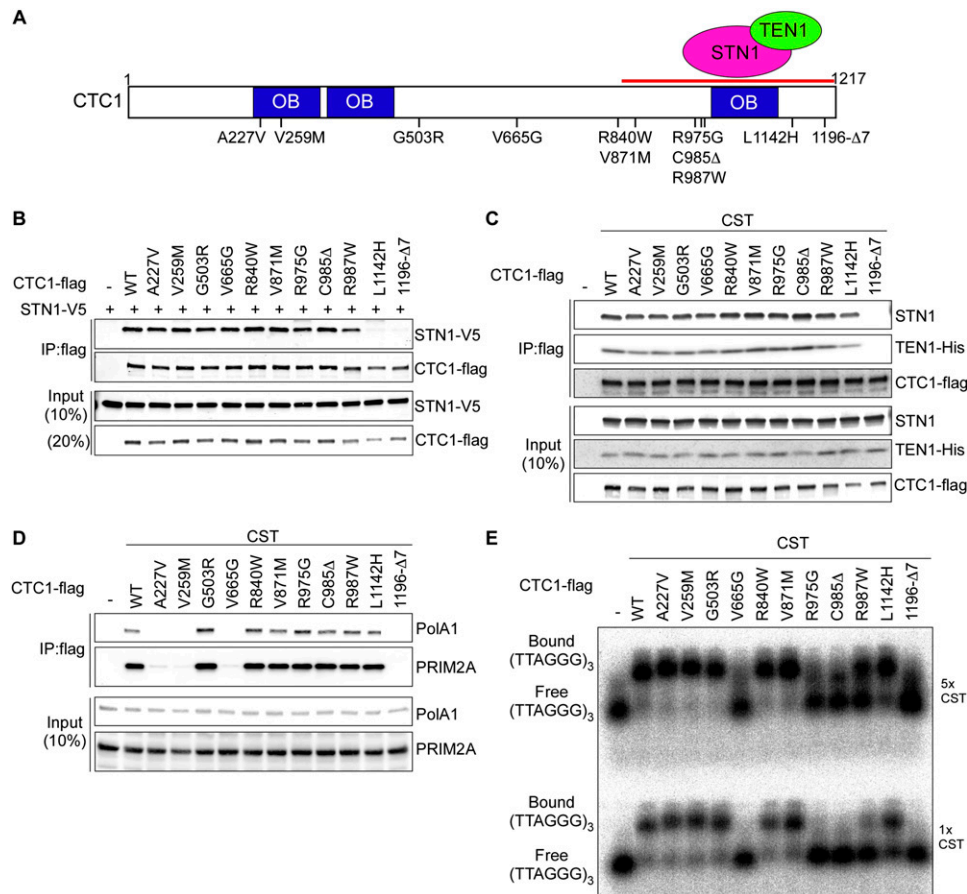 A
TEN1
STN1
1
1217
CTC1
OB
OB
OB
A227V
V259M
G503R
V665G
R840W
R975G
L1142H
1196-Δ7
V871M
C985Δ
R987W
B
CTC1-flag
-
WT
A227V
V259M
G503R
V665G
R840W
V871M
R975G
C985Δ
R987W
L1142H
1196-Δ7
STN1-V5
+ + + + + + + + + + + + +
IP:flag
STN1-V5
CTC1-flag
Input
(10%)
STN1-V5
(20%)
CTC1-flag
C
CST
CTC1-flag
-
WT
A227V
V259M
G503R
V665G
R840W
V871M
R975G
C985Δ
R987W
L1142H
1196-Δ7
IP:flag
STN1
TEN1-His
CTC1-flag
Input
(10%)
STN1
TEN1-His
CTC1-flag
D
CST
CTC1-flag
-
WT
A227V
V259M
G503R
V665G
R840W
V871M
R975G
C985Δ
R987W
L1142H
1196-Δ7
IP:flag
PolA1
PRIM2A
Input
(10%)
PolA1
PRIM2A
E
CST
CTC1-flag
-
WT
A227V
V259M
G503R
V665G
R840W
V871M
R975G
C985Δ
R987W
L1142H
1196-Δ7
Bound
(TTAGGG)3
Free
(TTAGGG)3
5x
CST
Bound
(TTAGGG)3
Free
(TTAGGG)3
1x
CST